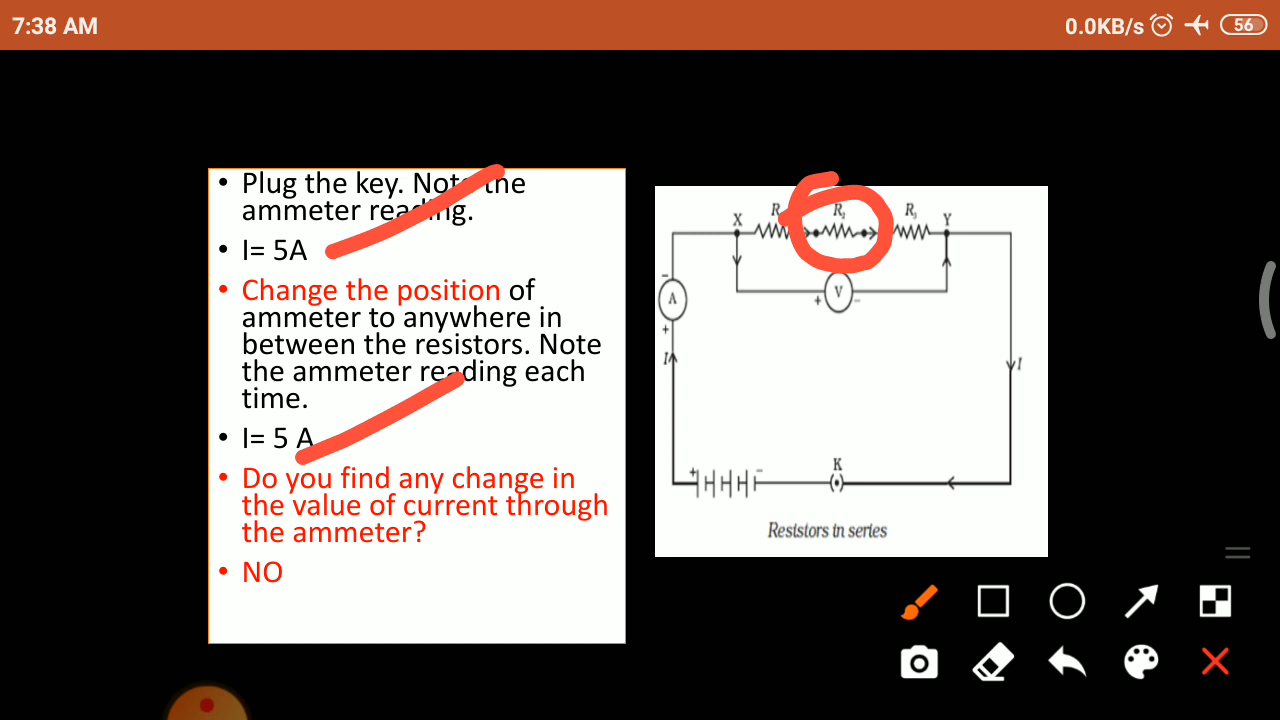 7:38 AM
0.0KB/s
56
• Plug the key. Note the
ammeter reading.
• I= 5A
• Change the position of
ammeter to anywhere in
between the resistors. Note
the ammeter reading each
time.
• I= 5 A
• Do you find any change in
the value of current through
the ammeter?
• NO
X R R₂ R₃ Y
−
A
+
+ V −
I
I
K
+ −
Resistors in series